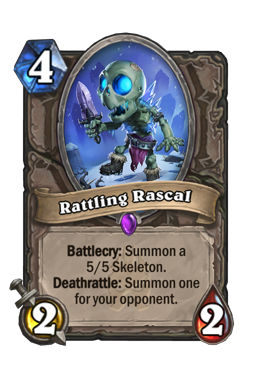 4
Rattling Rascal
Battlecry: Summon a
5/5 Skeleton.
Deathrattle: Summon one
for your opponent.
2
2